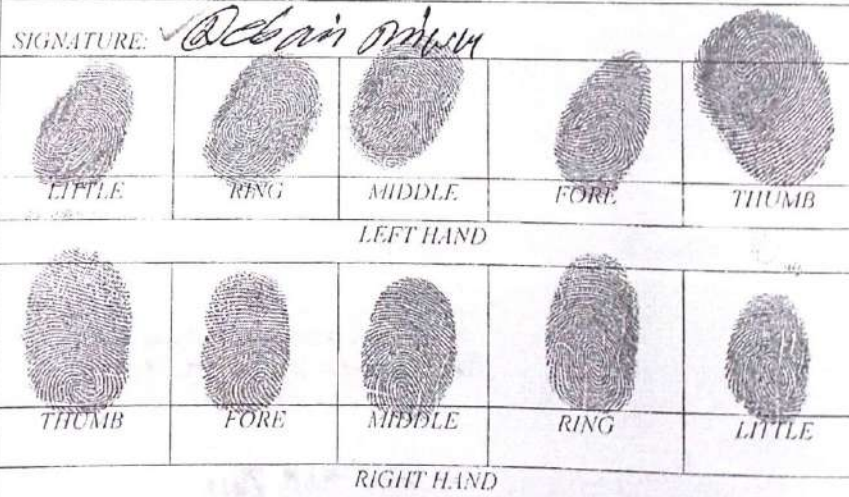 SIGNATURE:
LITTLE RING MIDDLE FORE THUMB
LEFT HAND
THUMB FORE MIDDLE RING LITTLE
RIGHT HAND